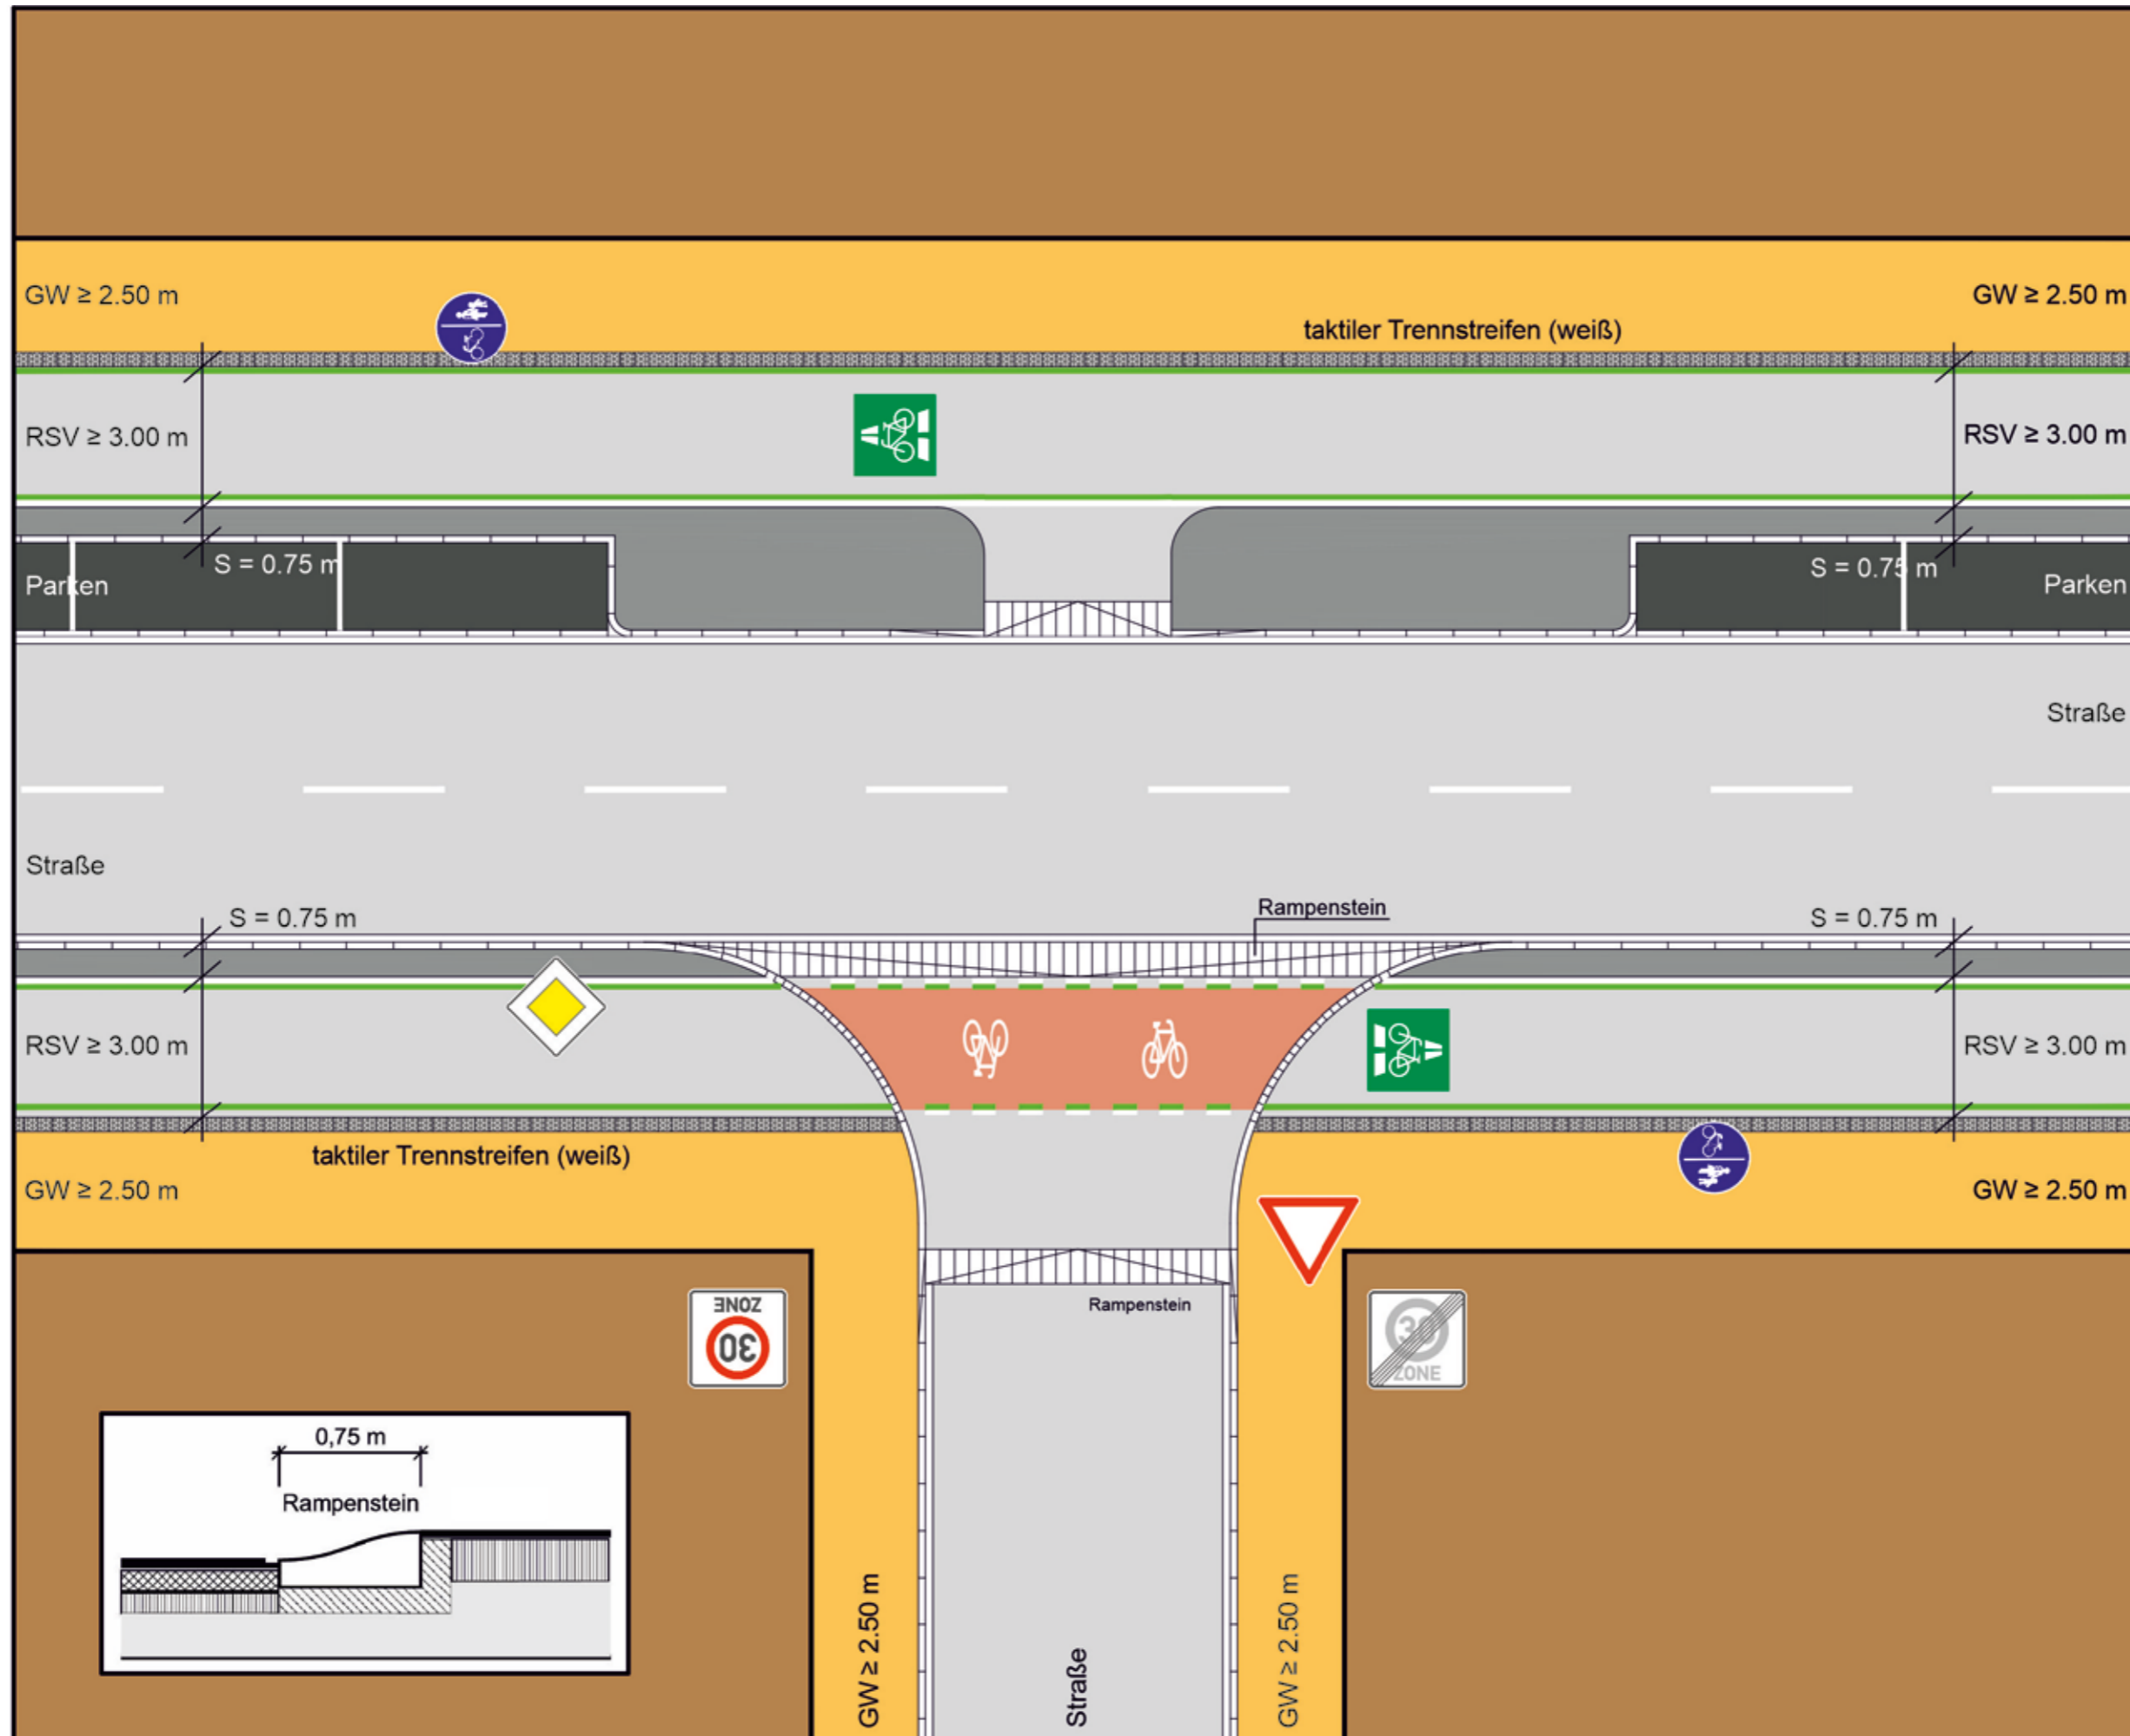 GW ≥ 2.50 m
GW ≥ 2.50 m
taktiler Trennstreifen (weiß)
RSV ≥ 3.00 m
RSV ≥ 3.00 m
S = 0.75 m
S = 0.75 m
Parken
Parken
Straße
Straße
Rampenstein
S = 0.75 m
S = 0.75 m
RSV ≥ 3.00 m
RSV ≥ 3.00 m
taktiler Trennstreifen (weiß)
GW ≥ 2.50 m
GW ≥ 2.50 m
ZONE
30
Rampenstein
30
ZONE
0,75 m
Rampenstein
GW ≥ 2.50 m
Straße
GW ≥ 2.50 m